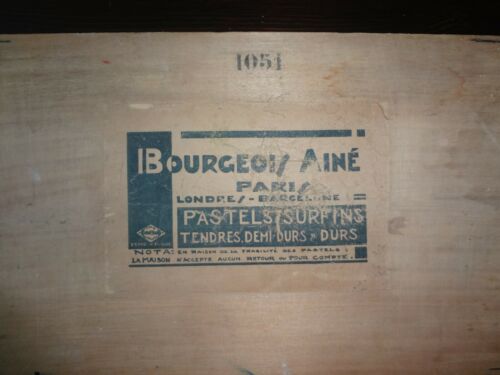 1051
BOURGEOIS AINÉ
PARIS
LONDRES - BARCELONE
PASTELS SURFINS
TENDRES, DEMI-DURS & DURS
NOTA: EN RAISON DE LA FRAGILITÉ DES PASTELS :
LA MAISON N'ACCEPTE AUCUN RETOUR OU POUR COMPTE.